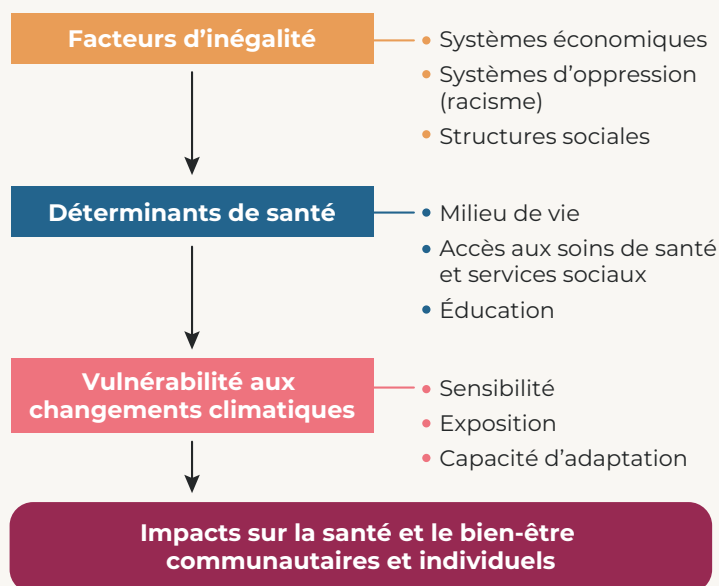 Facteurs d’inégalité
• Systèmes économiques
• Systèmes d’oppression
(racisme)
• Structures sociales
Déterminants de santé
• Milieu de vie
• Accès aux soins de santé
et services sociaux
• Éducation
Vulnérabilité aux
changements climatiques
• Sensibilité
• Exposition
• Capacité d’adaptation
Impacts sur la santé et le bien-être
communautaires et individuels